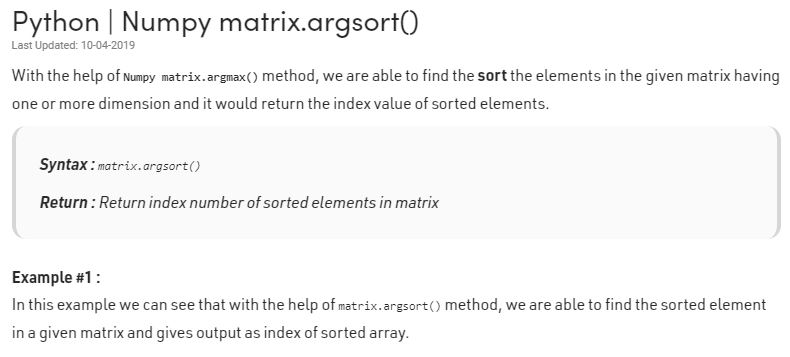 Python | Numpy matrix.argsort()
Last Updated: 10-04-2019
With the help of Numpy matrix.argmax() method, we are able to find the sort the elements in the given matrix having
one or more dimension and it would return the index value of sorted elements.
Syntax : matrix.argsort()
Return : Return index number of sorted elements in matrix
Example #1 :
In this example we can see that with the help of matrix.argsort() method, we are able to find the sorted element
in a given matrix and gives output as index of sorted array.